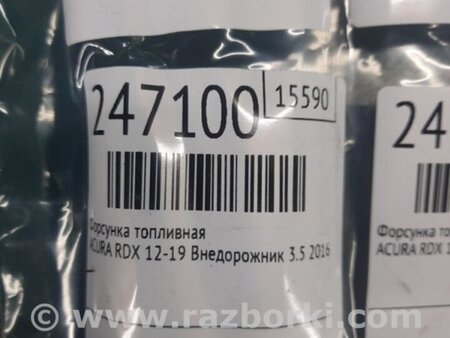 247100
15590
Форсунка топливная
ACURA RDX 12-19 Внедорожник 3.5 2016
24
Форсунка то
ACURA RDX 1
© www.razborki.com